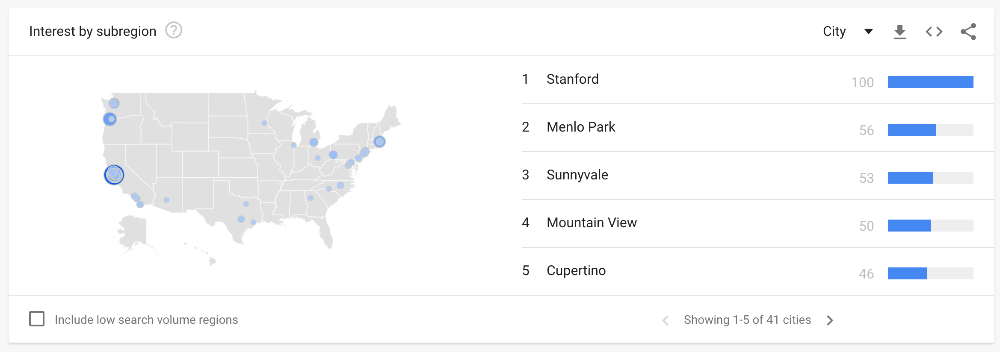 Interest by subregion ?
City
1 Stanford 100
2 Menlo Park 56
3 Sunnyvale 53
4 Mountain View 50
5 Cupertino 46
Include low search volume regions
Showing 1-5 of 41 cities